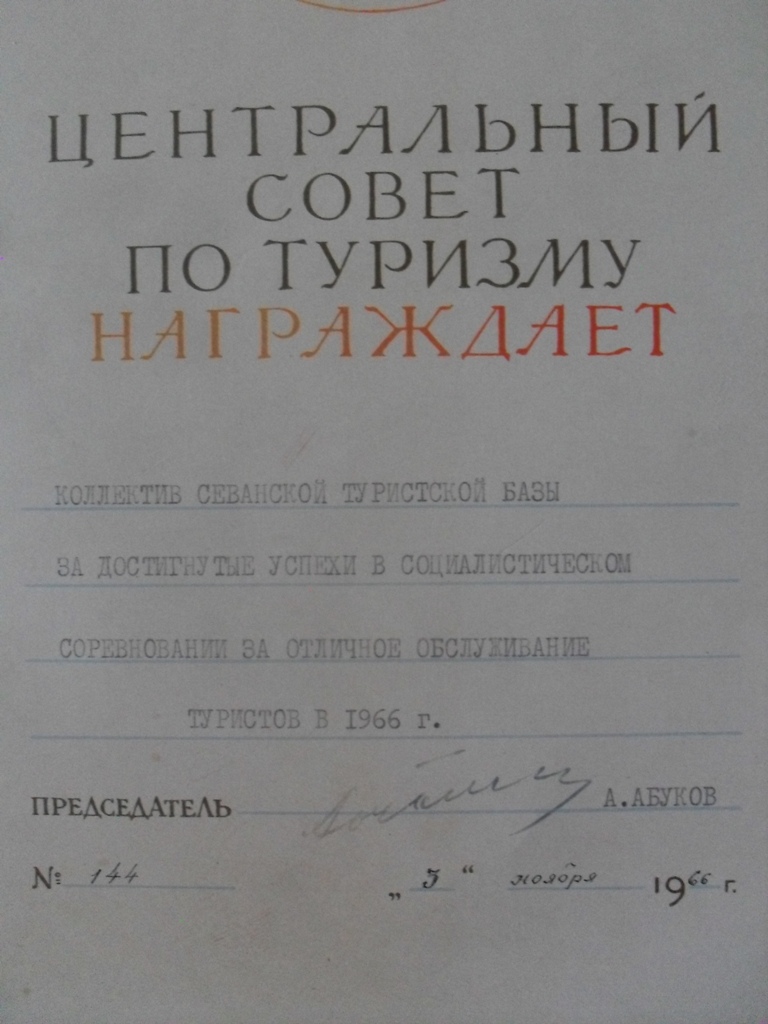 ЦЕНТРАЛЬНЫЙ
СОВЕТ
ПО ТУРИЗМУ
НАГРАЖДАЕТ
КОЛЛЕКТИВ СЕВАНСКОЙ ТУРИСТСКОЙ БАЗЫ
ЗА ДОСТИГНУТЫЕ УСПЕХИ В СОЦИАЛИСТИЧЕСКОМ
СОРЕВНОВАНИИ ЗА ОТЛИЧНОЕ ОБСЛУЖИВАНИЕ
ТУРИСТОВ В 1966 г.
ПРЕДСЕДАТЕЛЬ А.АБУКОВ
№ 144 „ 3 “ ноября 1966 г.